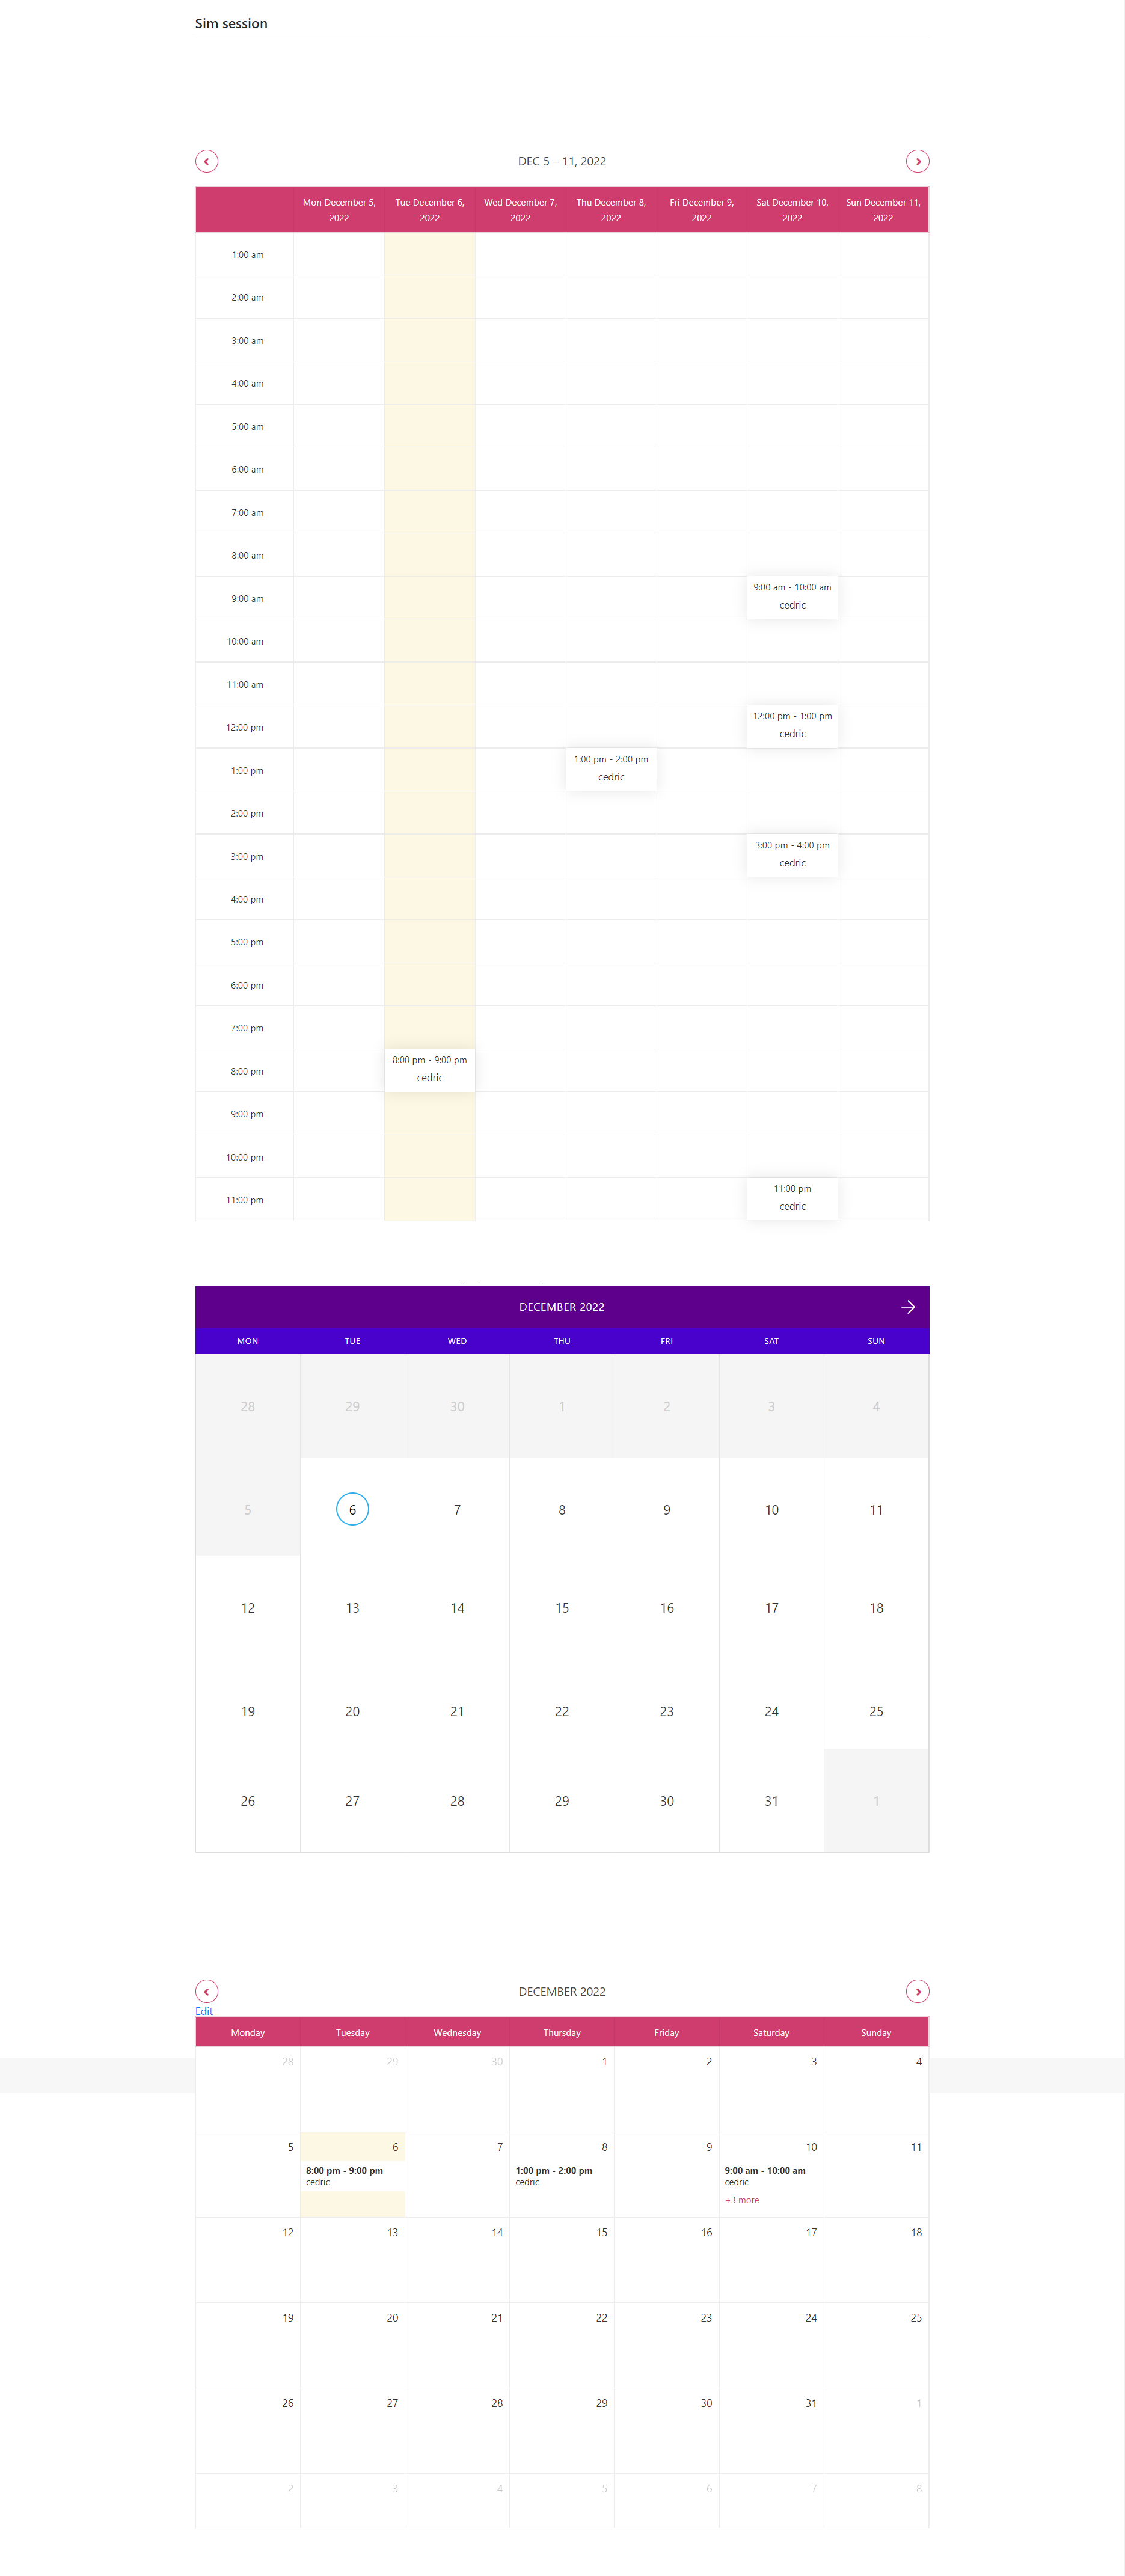 Sim session
DEC 5 – 11, 2022
Mon December 5, 2022
Tue December 6, 2022
Wed December 7, 2022
Thu December 8, 2022
Fri December 9, 2022
Sat December 10, 2022
Sun December 11, 2022
1:00 am
2:00 am
3:00 am
4:00 am
5:00 am
6:00 am
7:00 am
8:00 am
9:00 am
9:00 am - 10:00 am
cedric
10:00 am
11:00 am
12:00 pm
12:00 pm - 1:00 pm
cedric
1:00 pm
1:00 pm - 2:00 pm
cedric
2:00 pm
3:00 pm
3:00 pm - 4:00 pm
cedric
4:00 pm
5:00 pm
6:00 pm
7:00 pm
8:00 pm
8:00 pm - 9:00 pm
cedric
9:00 pm
10:00 pm
11:00 pm
11:00 pm
cedric
DECEMBER 2022
MON TUE WED THU FRI SAT SUN
28 29 30 1 2 3 4
5 6 7 8 9 10 11
12 13 14 15 16 17 18
19 20 21 22 23 24 25
26 27 28 29 30 31 1
DECEMBER 2022
Edit
Monday Tuesday Wednesday Thursday Friday Saturday Sunday
28 29 30 1 2 3 4
5 6 7 8 9 10 11
8:00 pm - 9:00 pm 1:00 pm - 2:00 pm 9:00 am - 10:00 am
cedric cedric cedric
+3 more
12 13 14 15 16 17 18
19 20 21 22 23 24 25
26 27 28 29 30 31 1
2 3 4 5 6 7 8